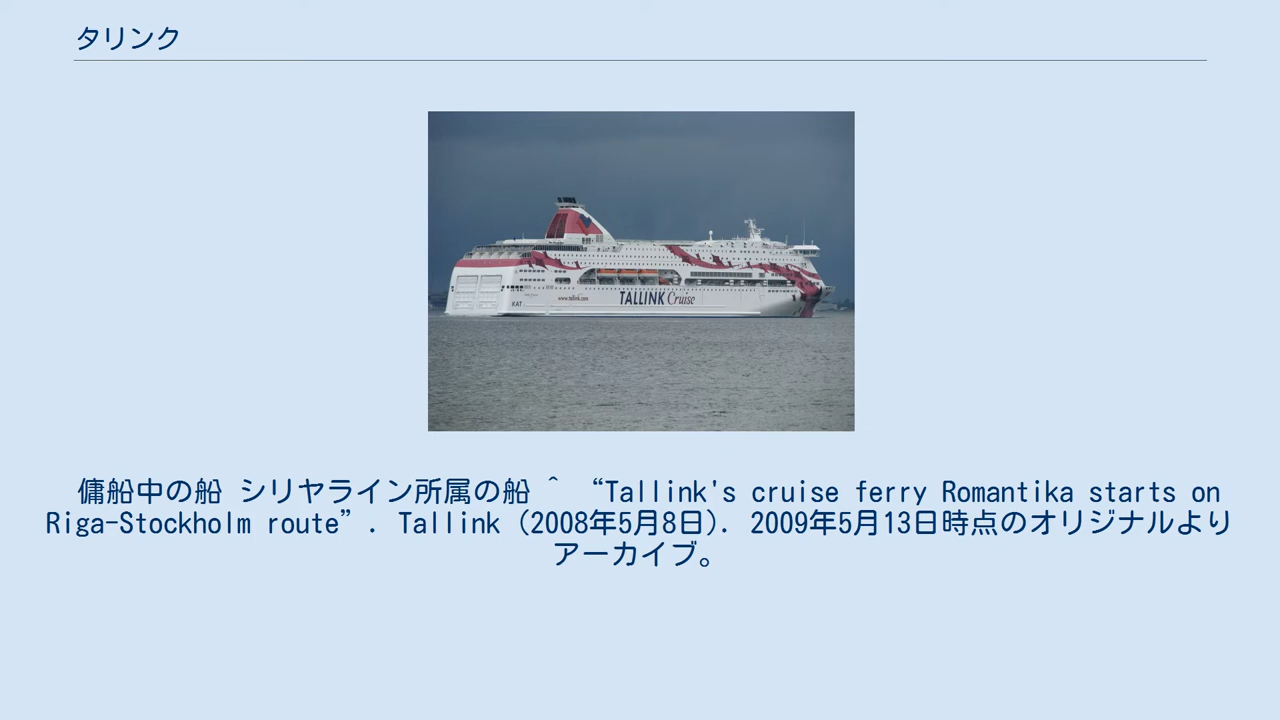 タリンク
KAT
www.tallink.com
TALLINK Cruise
傭船中の船 シリヤライン所属の船 ^ “Tallink's cruise ferry Romantika starts on
Riga-Stockholm route”. Tallink (2008年5月8日). 2009年5月13日時点のオリジナルより
アーカイブ。